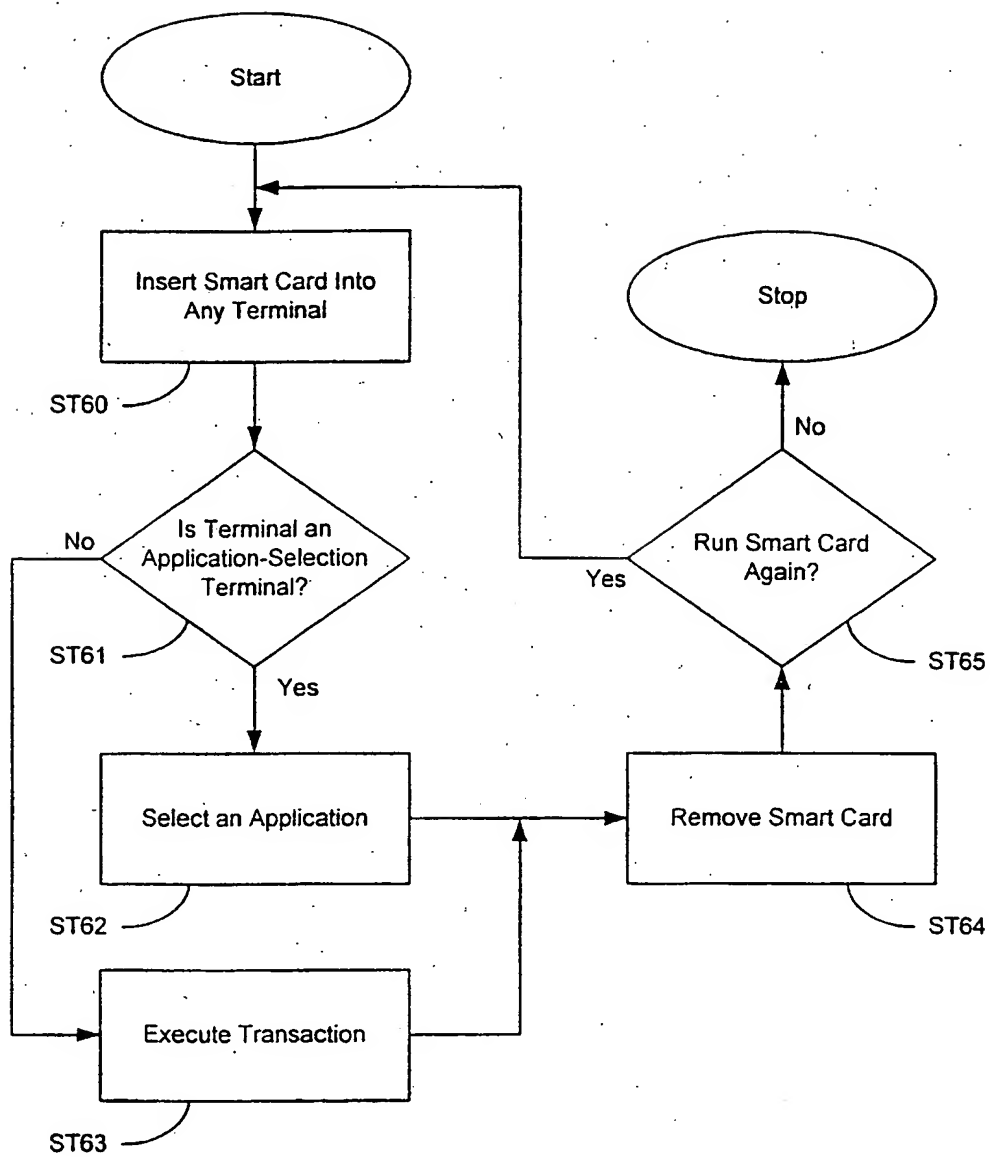 Start
Insert Smart Card Into
Any Terminal
ST60
No
Is Terminal an
Application-Selection
Terminal?
ST61
Yes
Select an Application
ST62
Execute Transaction
ST63
Stop
No
Run Smart Card
Again?
Yes
ST65
Remove Smart Card
ST64